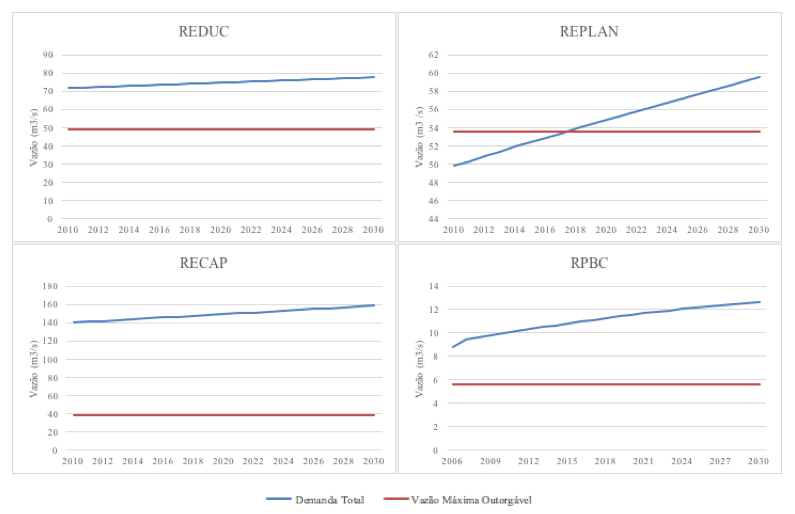 REDUC
90
80
70
60
50
40
30
20
10
0
Vazão (m3/s)
2010 2012 2014 2016 2018 2020 2022 2024 2026 2028 2030
REPLAN
62
60
58
56
54
52
50
48
46
44
Vazão (m3 /s)
2010 2012 2014 2016 2018 2020 2022 2024 2026 2028 2030
RECAP
180
160
140
120
100
80
60
40
20
0
Vazão (m3/s)
2010 2012 2014 2016 2018 2020 2022 2024 2026 2028 2030
RPBC
14
12
10
8
6
4
2
0
Vazão (m3/s)
2006 2009 2012 2015 2018 2021 2024 2027 2030
Demanda Total Vazão Máxima Outorgável